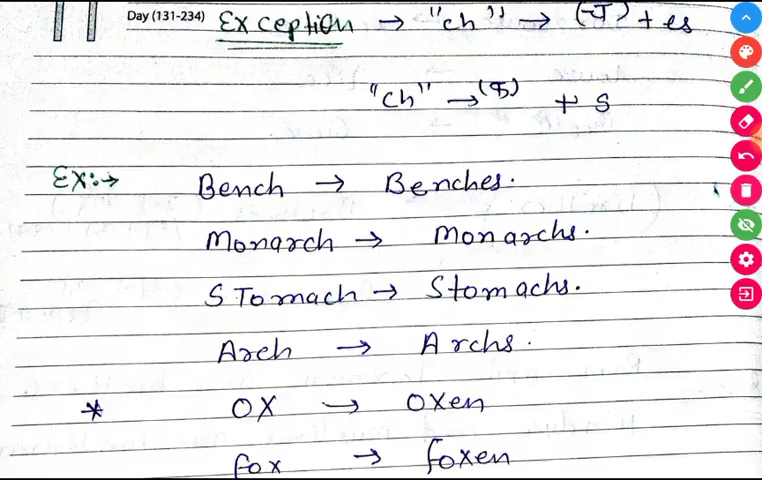 Day (131-234) Exception → "ch" → (च) + es
"ch" → (क) + s
Ex:→ Bench → Benches.
Monarch → Monarchs.
STomach → Stomachs.
Arch → Archs.
* OX → OXen
fox → foxen